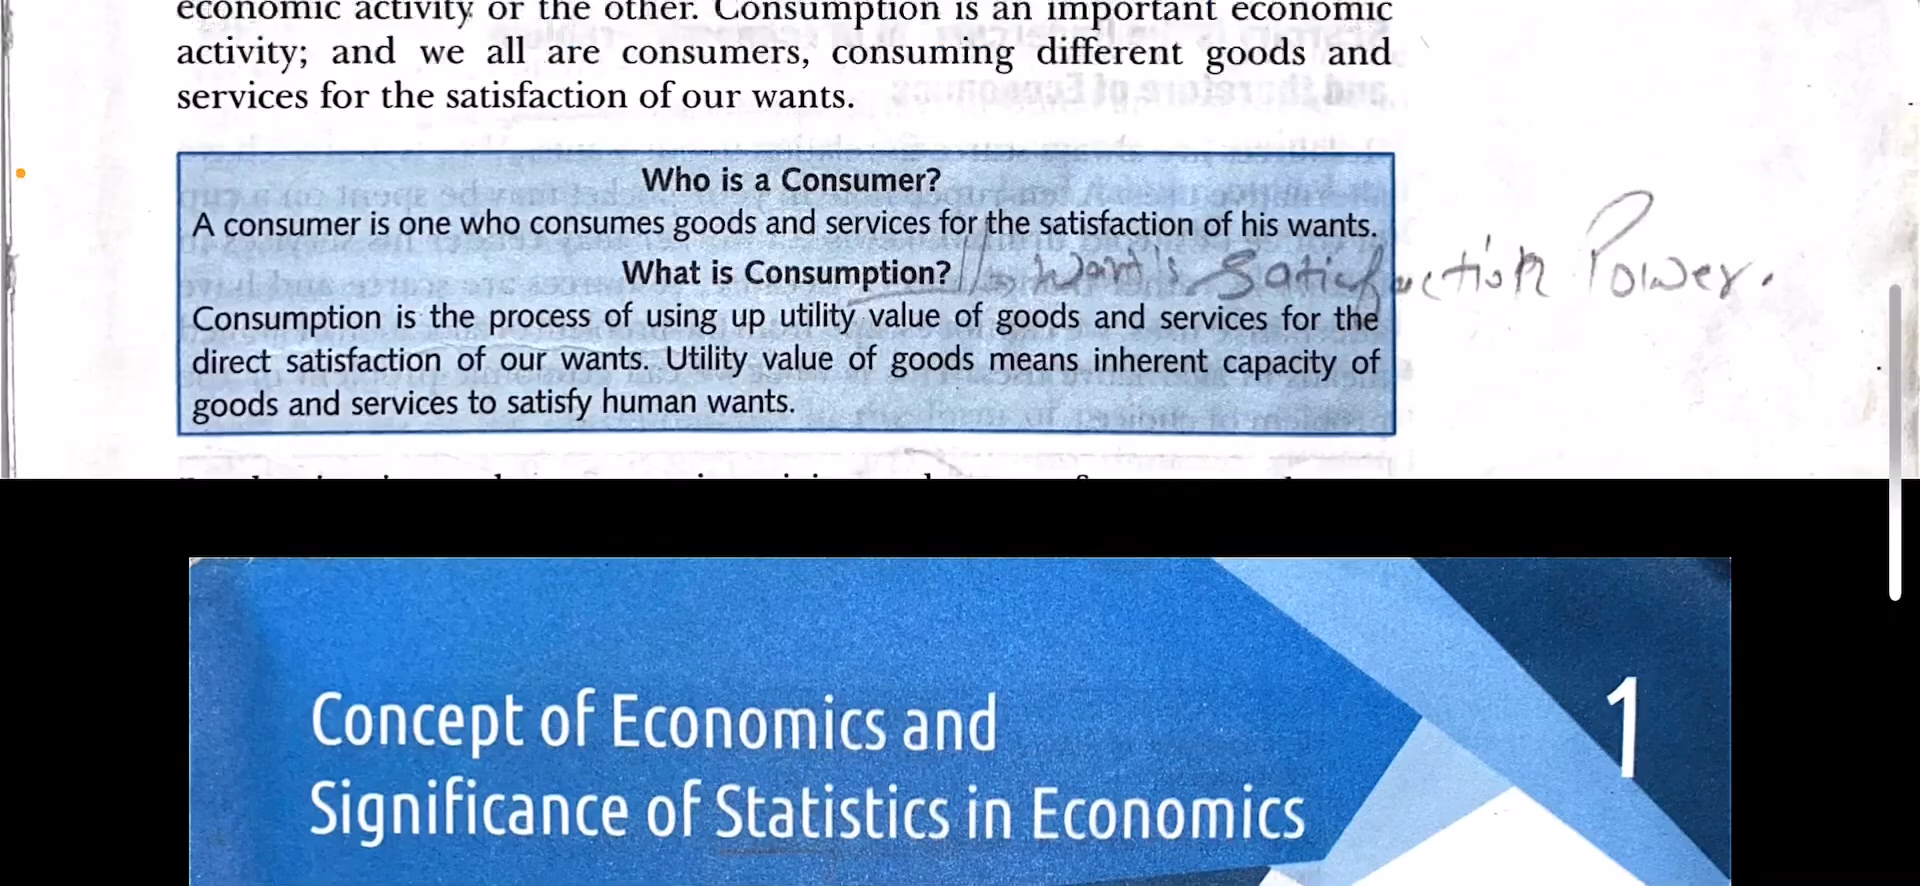 economic activity or the other. Consumption is an important economic
activity; and we all are consumers, consuming different goods and
services for the satisfaction of our wants.
Who is a Consumer?
A consumer is one who consumes goods and services for the satisfaction of his wants.
What is Consumption? Want's Satisfaction Power.
Consumption is the process of using up utility value of goods and services for the
direct satisfaction of our wants. Utility value of goods means inherent capacity of
goods and services to satisfy human wants.
Concept of Economics and
Significance of Statistics in Economics
1